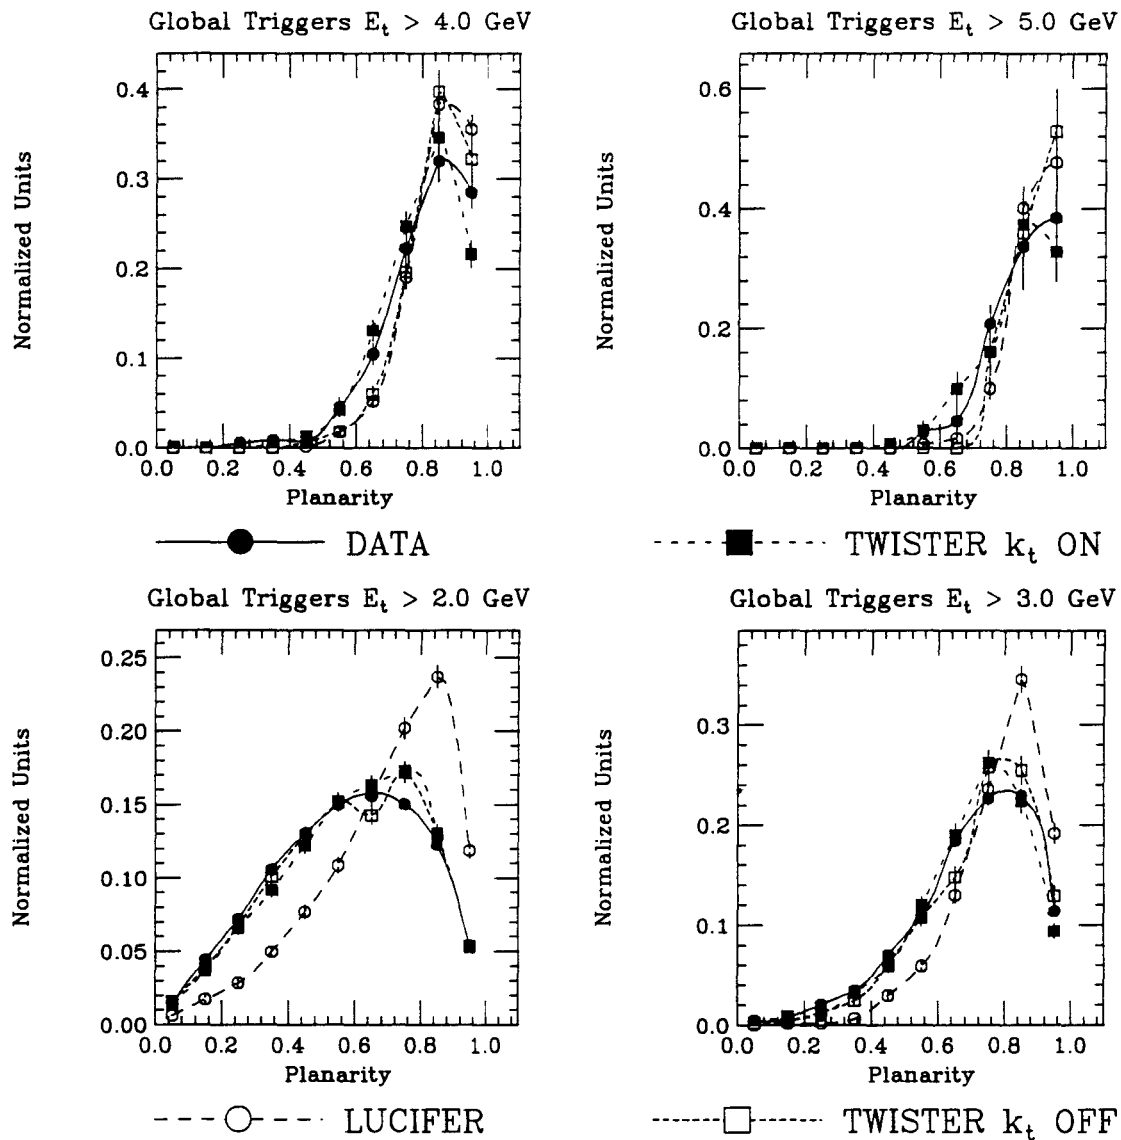 Global Triggers E_t > 4.0 GeV
Global Triggers E_t > 5.0 GeV
0.4
0.3
0.2
0.1
0.0
0.0 0.2 0.4 0.6 0.8 1.0
Normalized Units
Planarity
0.6
0.4
0.2
0.0
0.0 0.2 0.4 0.6 0.8 1.0
Normalized Units
Planarity
DATA
TWISTER k_t ON
Global Triggers E_t > 2.0 GeV
Global Triggers E_t > 3.0 GeV
0.25
0.20
0.15
0.10
0.05
0.00
0.0 0.2 0.4 0.6 0.8 1.0
Normalized Units
Planarity
0.3
0.2
0.1
0.0
0.0 0.2 0.4 0.6 0.8 1.0
Normalized Units
Planarity
LUCIFER
TWISTER k_t OFF